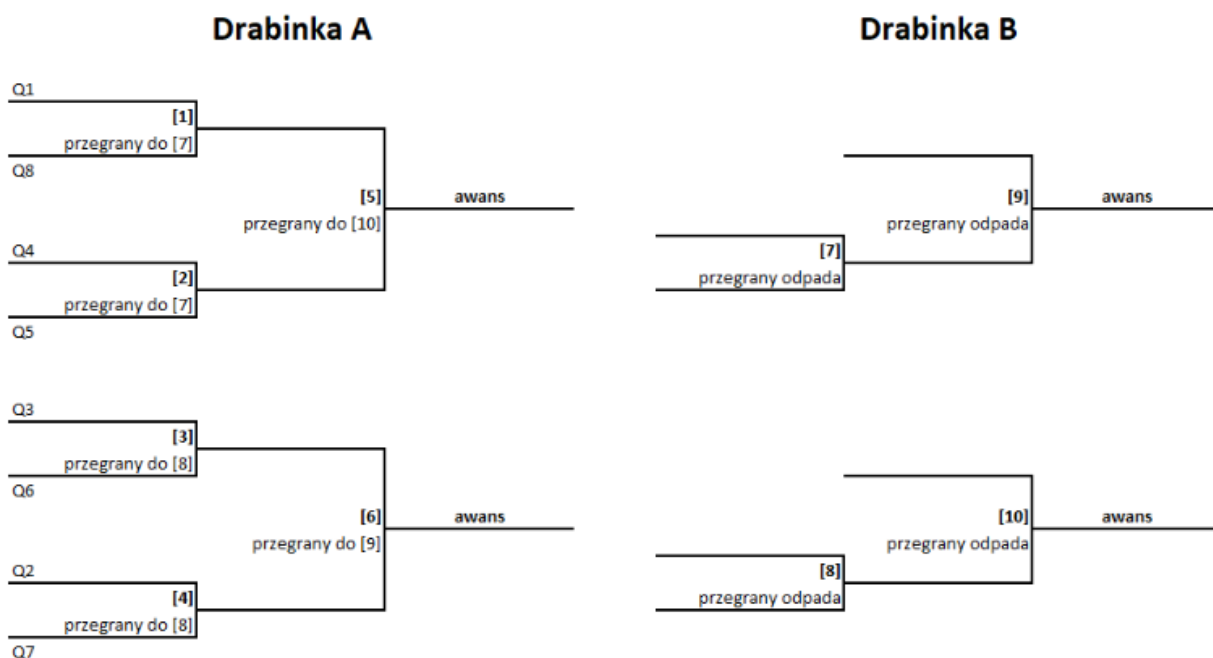 Drabinka A
Q1
[1]
przegrany do [7]
Q8
[5]
awans
przegrany do [10]
Q4
[2]
przegrany do [7]
Q5
Q3
[3]
przegrany do [8]
Q6
[6]
awans
przegrany do [9]
Q2
[4]
przegrany do [8]
Q7
Drabinka B
[9]
awans
przegrany odpada
[7]
przegrany odpada
[10]
awans
przegrany odpada
[8]
przegrany odpada